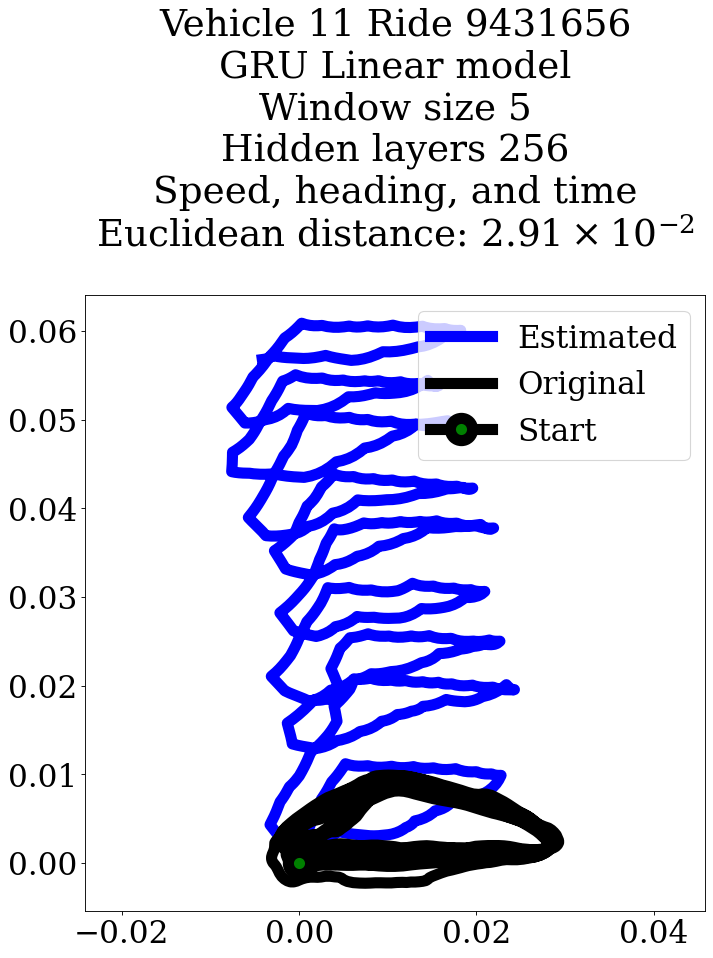 Vehicle 11 Ride 9431656
GRU Linear model
Window size 5
Hidden layers 256
Speed, heading, and time
Euclidean distance: 2.91 × 10⁻²
Estimated
Original
Start
0.06
0.05
0.04
0.03
0.02
0.01
0.00
−0.02 0.00 0.02 0.04